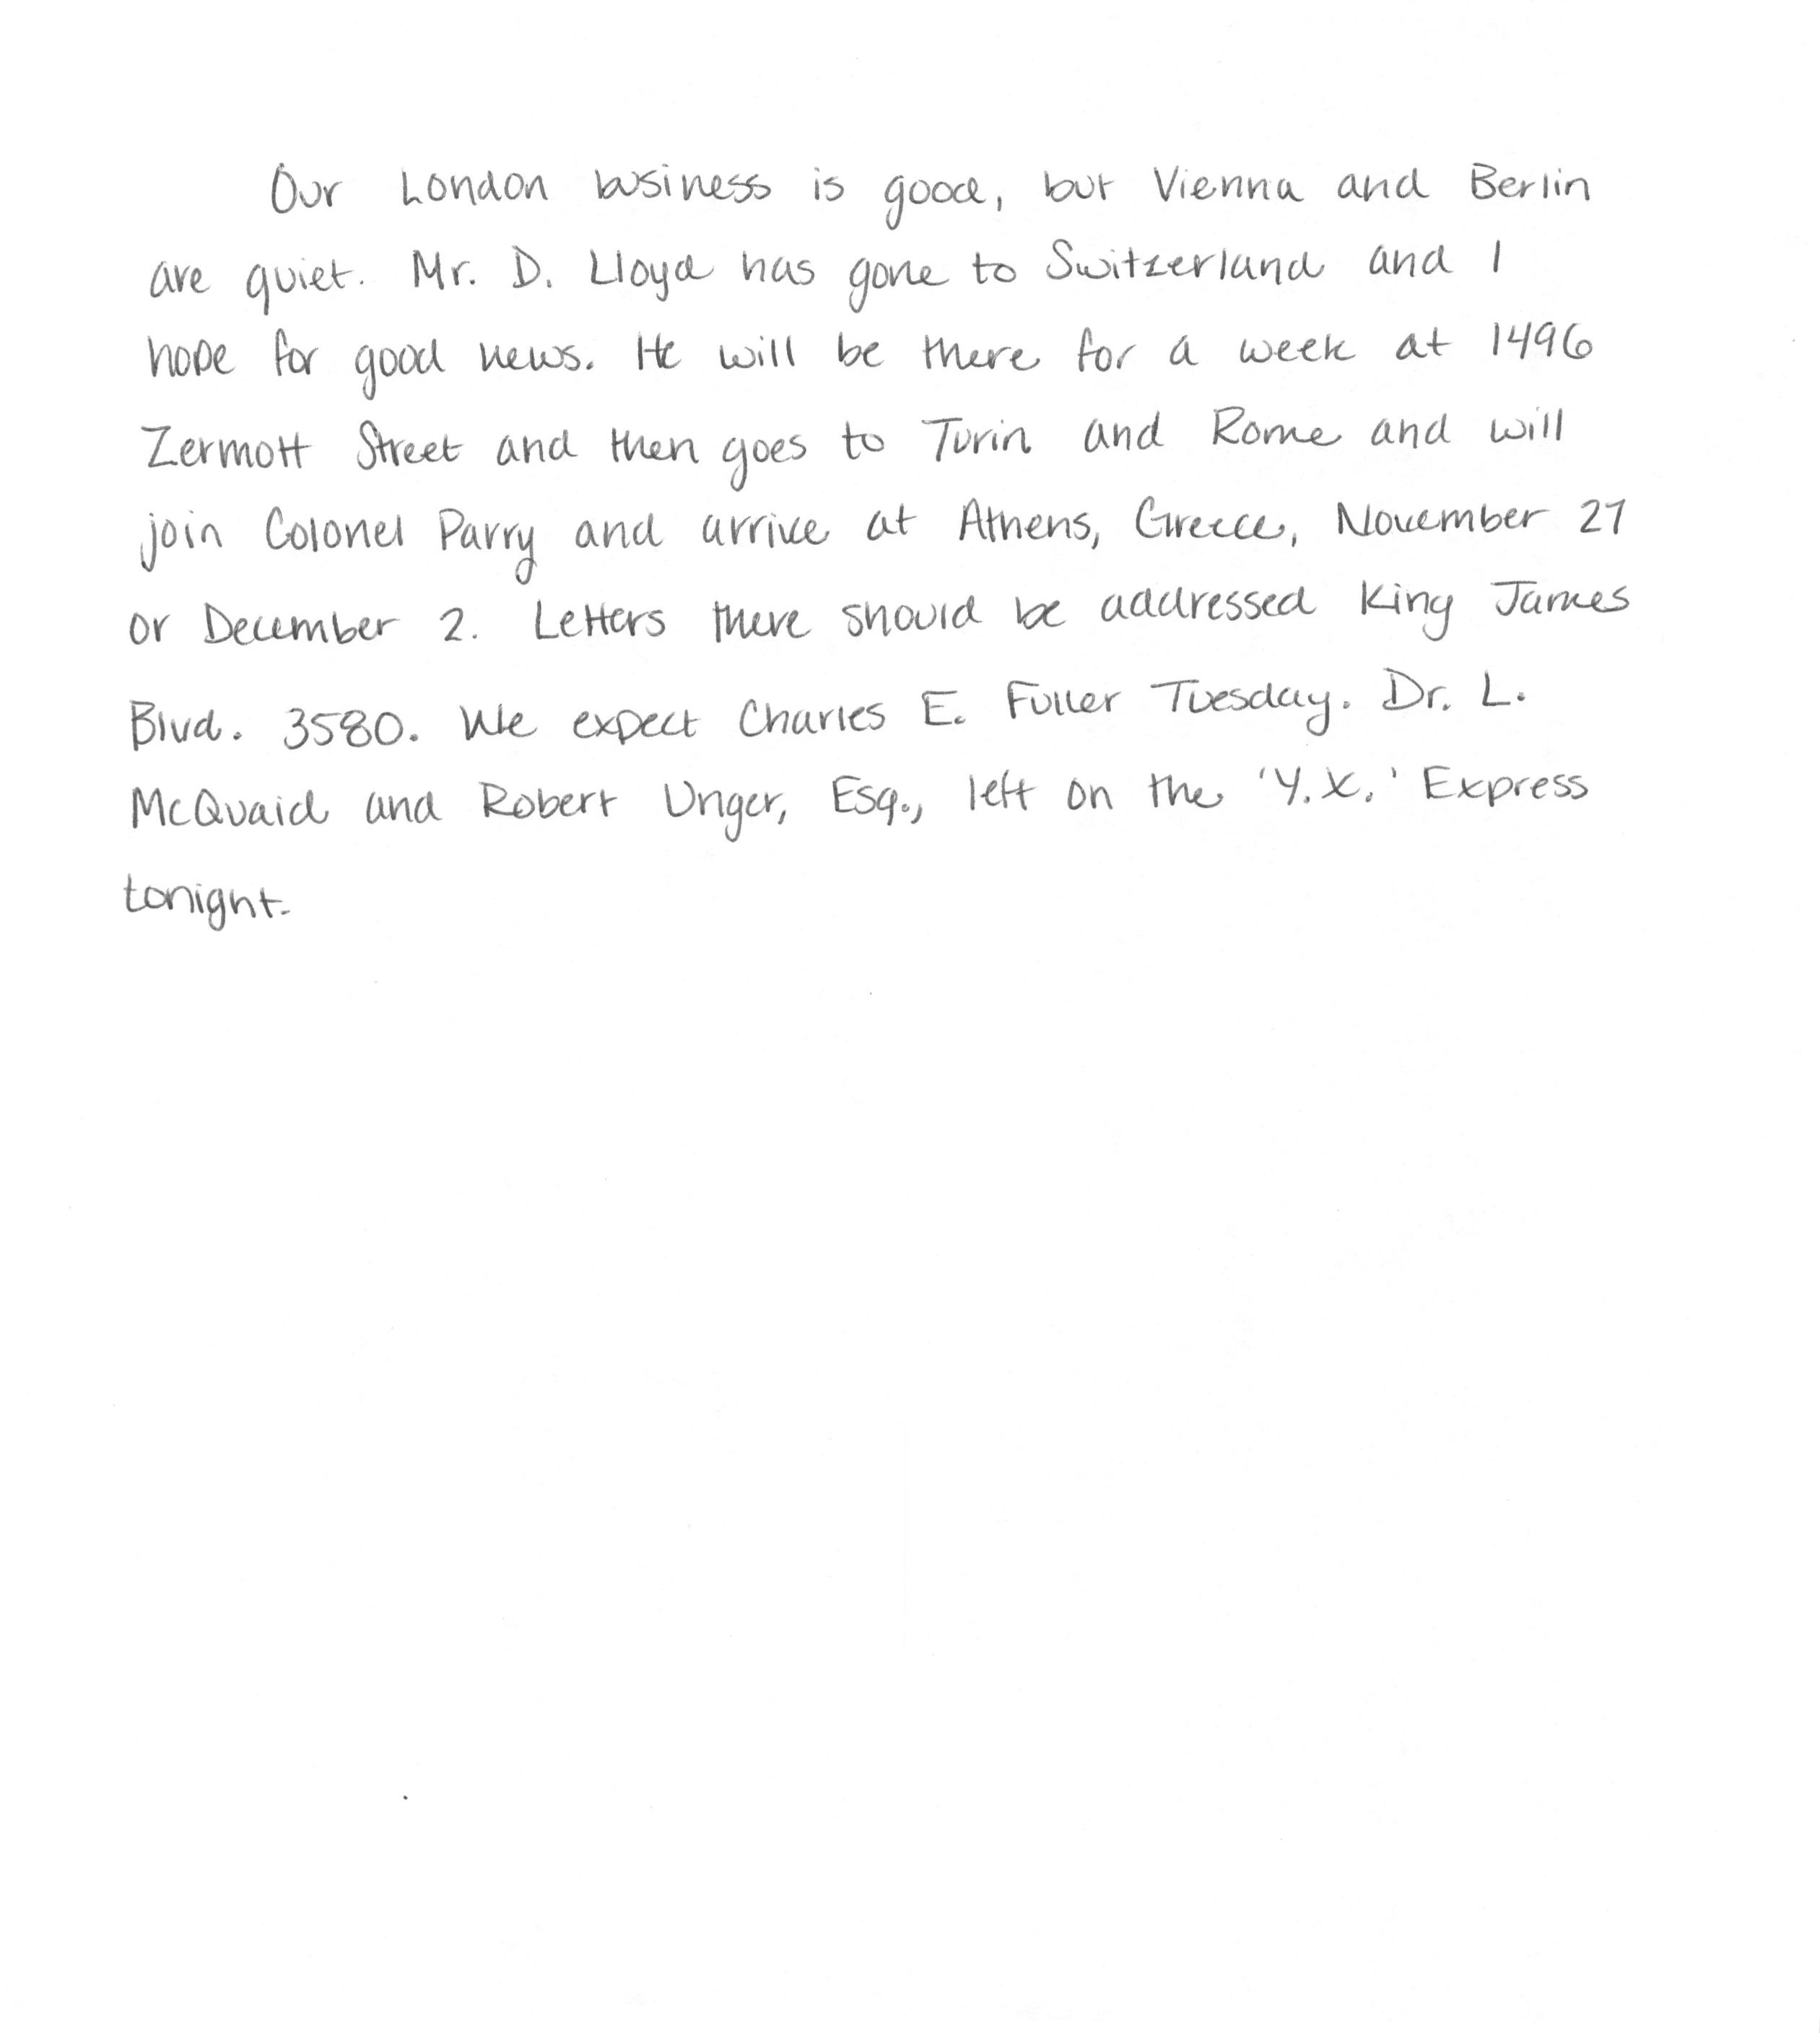 Our London business is good, but Vienna and Berlin
are quiet. Mr. D. Lloyd has gone to Switzerland and I
hope for good news. He will be there for a week at 1496
Zermott Street and then goes to Turin and Rome and will
join Colonel Parry and arrive at Athens, Greece, November 27
or December 2. Letters there should be addressed King James
Blvd. 3580. We expect Charles E. Fuller Tuesday. Dr. L.
McQuaid and Robert Unger, Esq., left on the 'Y.X.' Express
tonight.